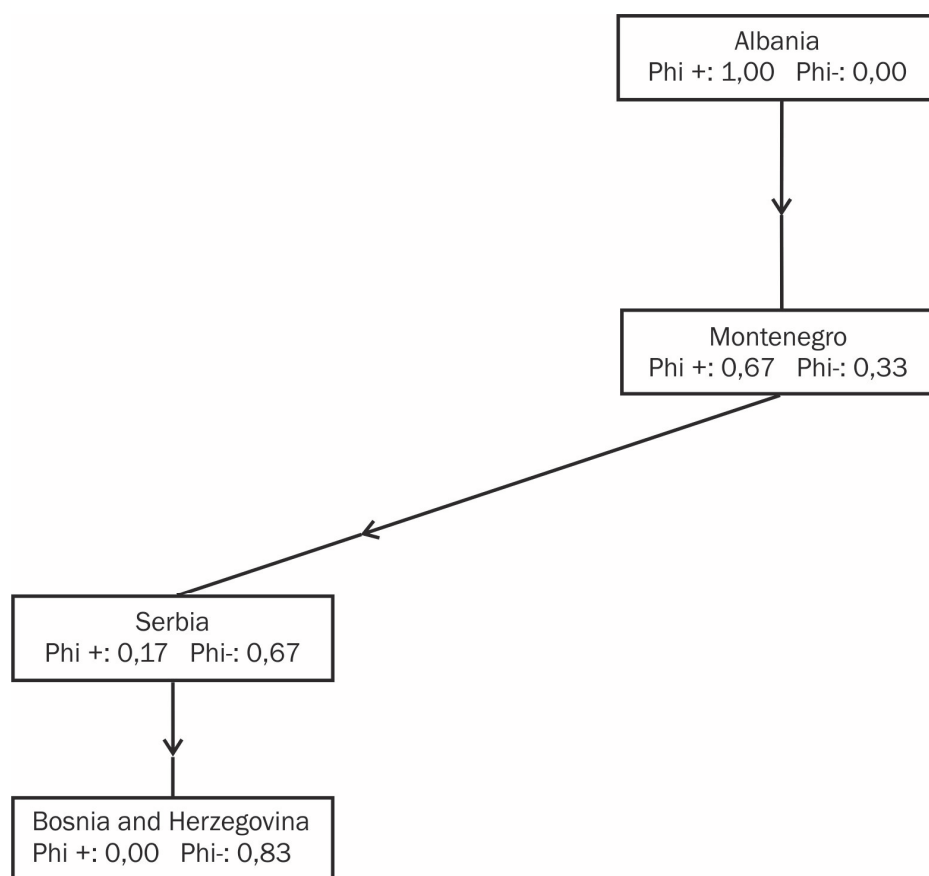 Albania
Phi +: 1,00 Phi-: 0,00
Montenegro
Phi +: 0,67 Phi-: 0,33
Serbia
Phi +: 0,17 Phi-: 0,67
Bosnia and Herzegovina
Phi +: 0,00 Phi-: 0,83